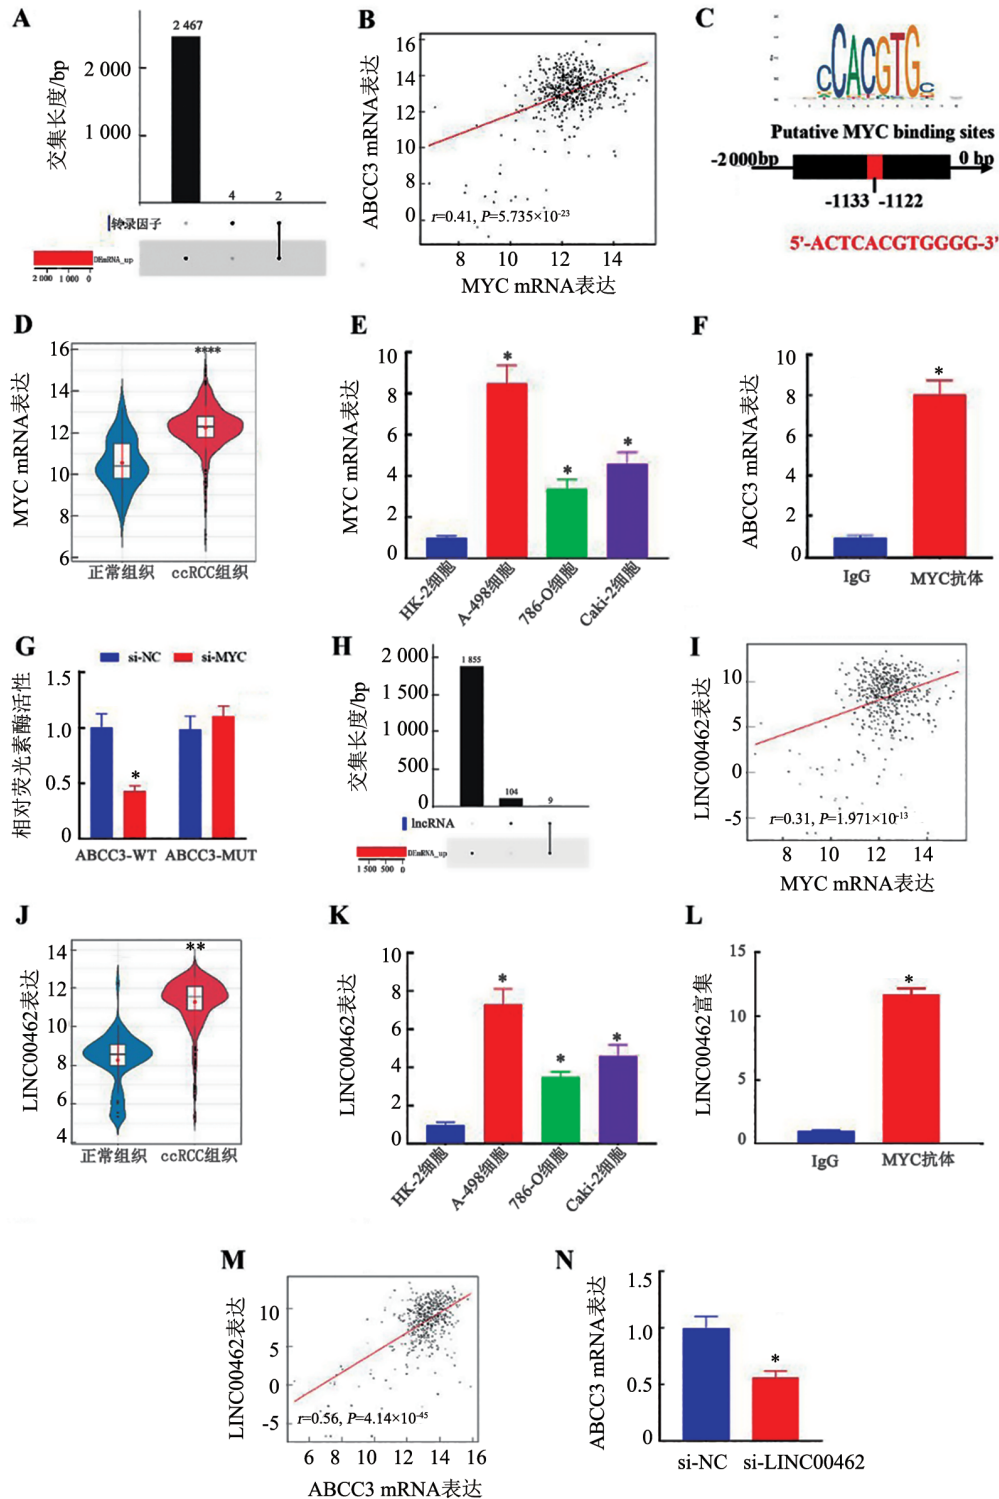 A
交集长度/bp
2 467
2 000
1 000
4
2
转录因子
DEmRNA_up
2 000 1 000 0
B
ABCC3 mRNA表达
16
14
12
10
8
6
0
r=0.41, P=5.735×10-23
8 10 12 14
MYC mRNA表达
C
CCACGTGC
Putative MYC binding sites
-2 000bp
0 bp
-1133 -1122
5'-ACTCACGTGGGG-3'
D
MYC mRNA表达
16
14
12
10
8
6
****
正常组织 ccRCC组织
E
MYC mRNA表达
10
8
6
4
2
0
* * *
HK-2细胞
A-498细胞
786-O细胞
Caki-2细胞
F
ABCC3 mRNA表达
10
8
6
4
2
0
*
IgG MYC抗体
G
si-NC si-MYC
相对荧光素酶活性
1.5
1.0
0.5
0
*
ABCC3-WT ABCC3-MUT
H
交集长度/bp
2 000
1 500
1 000
500
0
1 855
104
9
lncRNA
DEmRNA_up
1 500 500 0
I
LINC00462表达
10
5
0
-5
r=0.31, P=1.971×10-13
8 10 12 14
MYC mRNA表达
J
LINC00462表达
14
12
10
8
6
4
**
正常组织 ccRCC组织
K
LINC00462表达
10
8
6
4
2
0
* * *
HK-2细胞
A-498细胞
786-O细胞
Caki-2细胞
L
LINC00462富集
15
10
5
0
*
IgG MYC抗体
M
LINC00462表达
10
5
0
-5
r=0.56, P=4.14×10-45
6 8 10 12 14 16
ABCC3 mRNA表达
N
ABCC3 mRNA表达
1.5
1.0
0.5
0
*
si-NC si-LINC00462